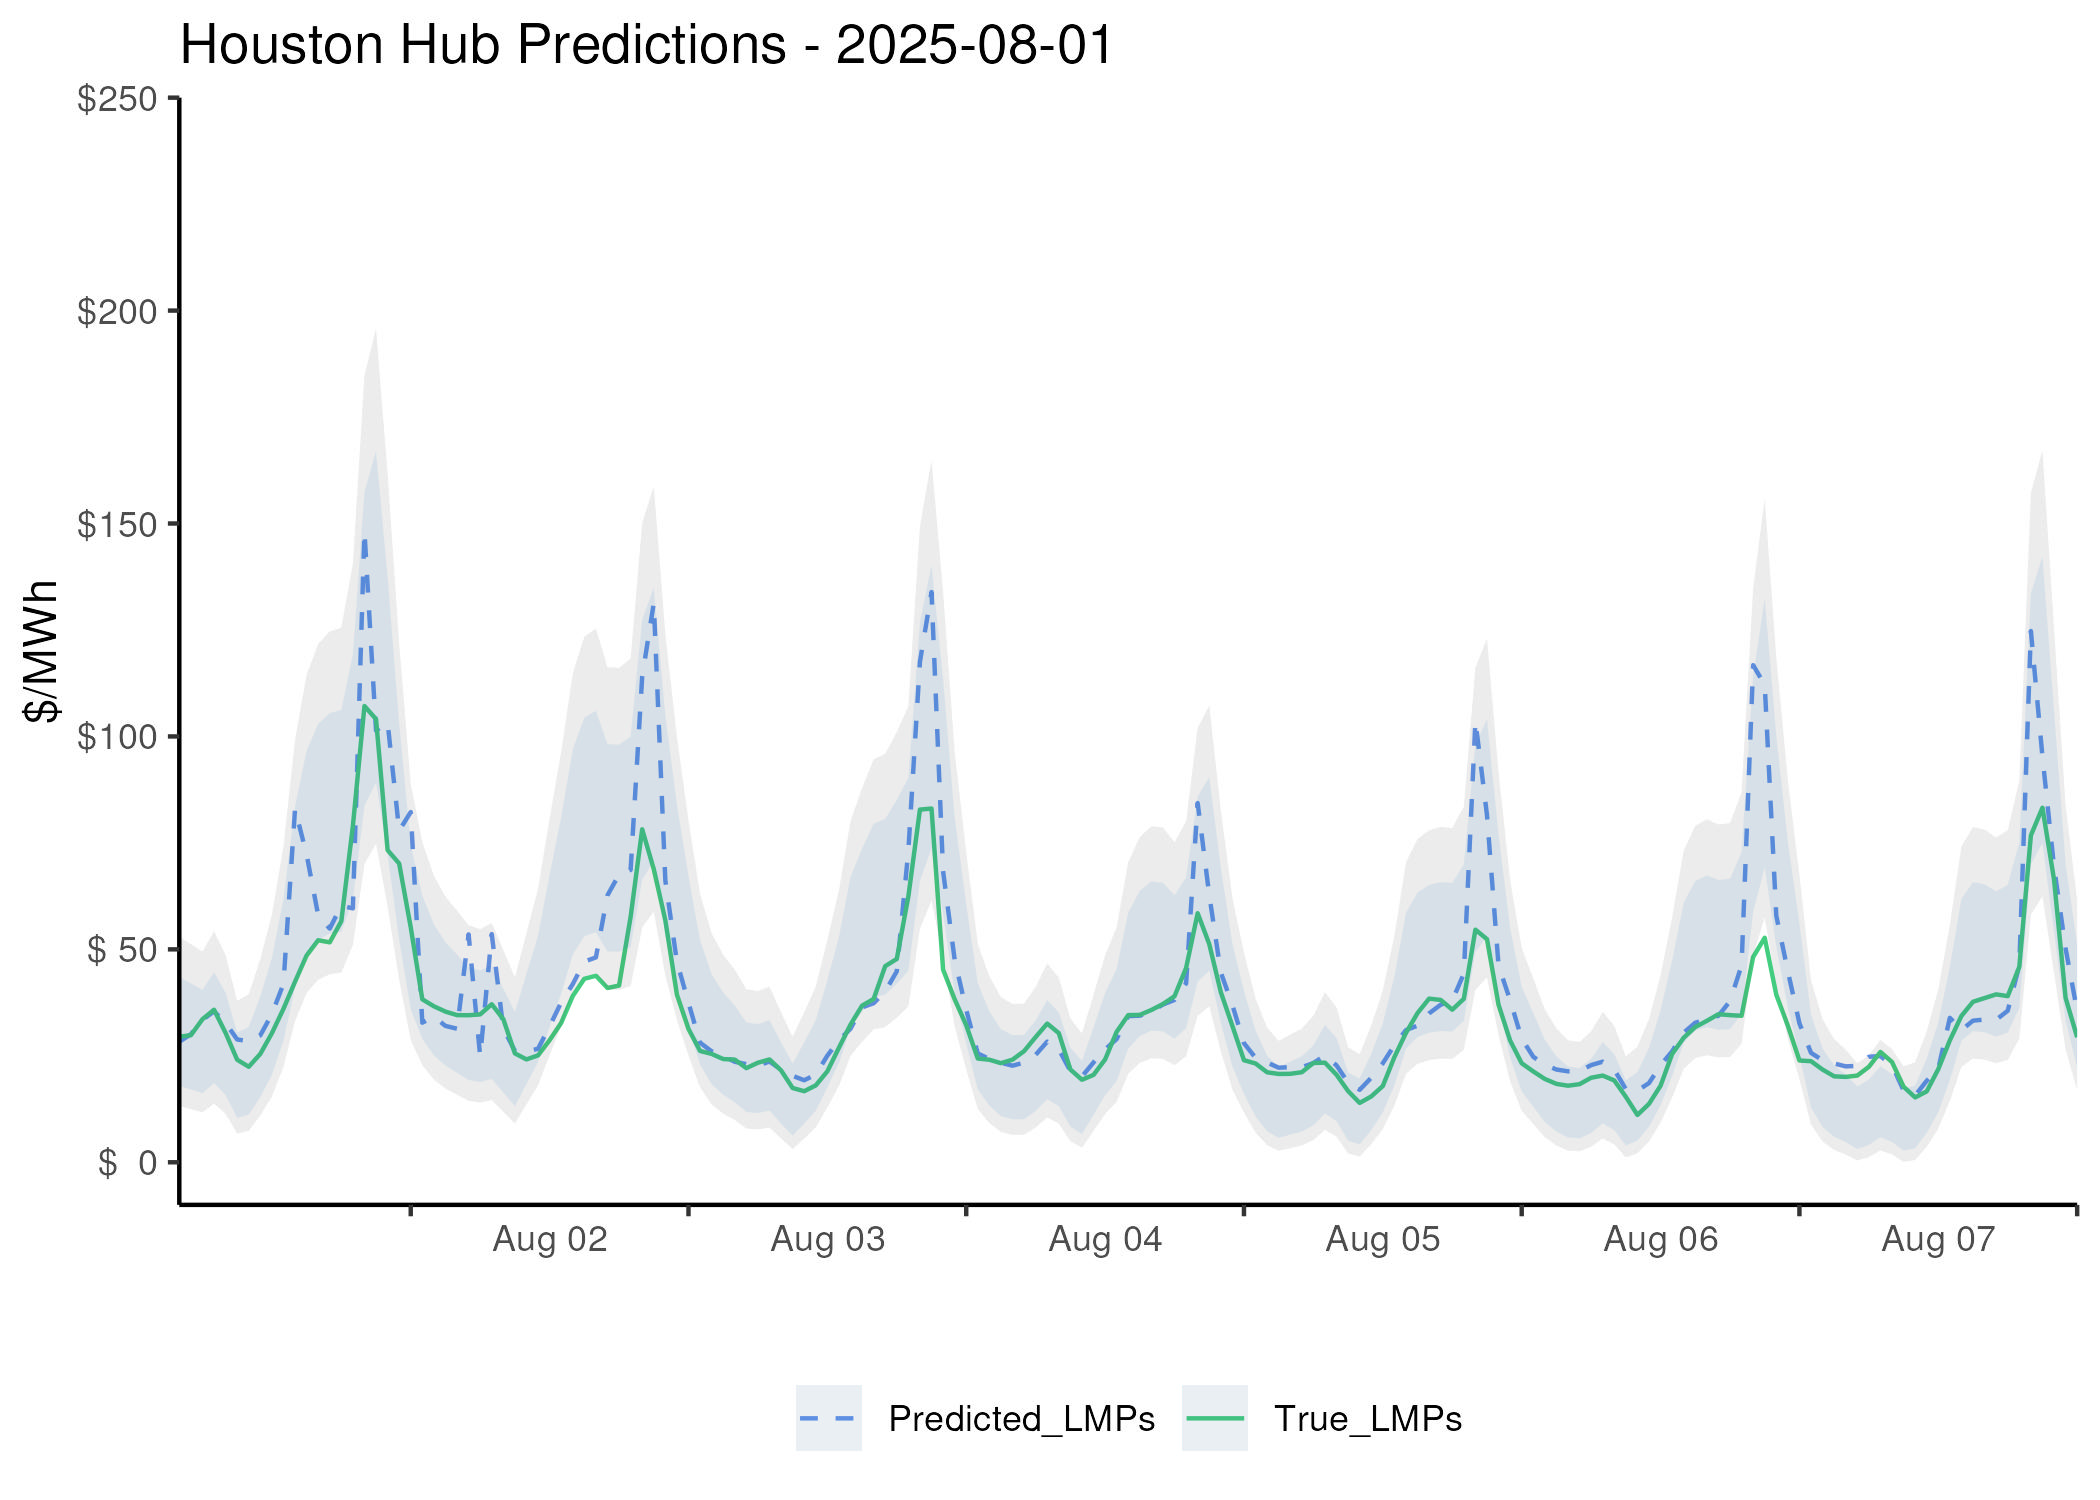 Houston Hub Predictions - 2025-08-01
$/MWh
$250
$200
$150
$100
$ 50
$  0
Aug 02
Aug 03
Aug 04
Aug 05
Aug 06
Aug 07
Predicted_LMPs
True_LMPs